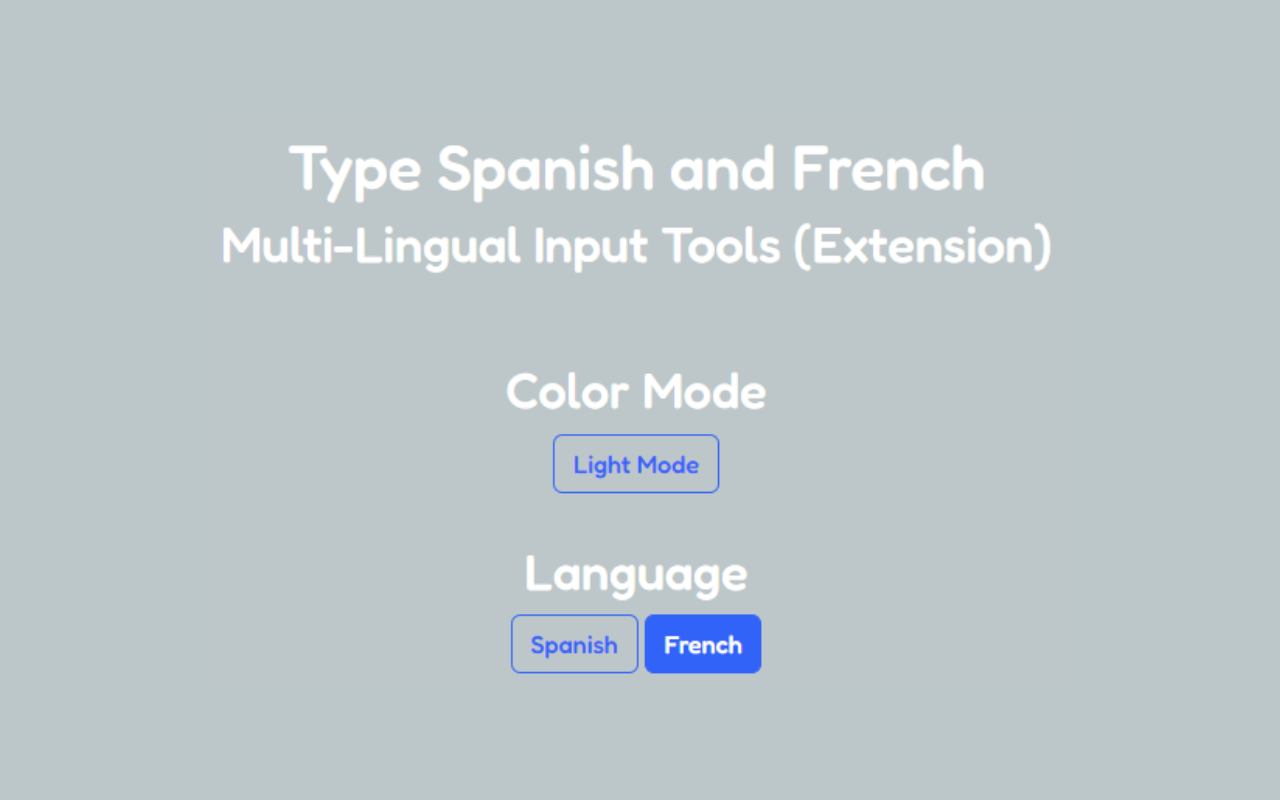 Type Spanish and French
Multi-Lingual Input Tools (Extension)
Color Mode
Light Mode
Language
Spanish French